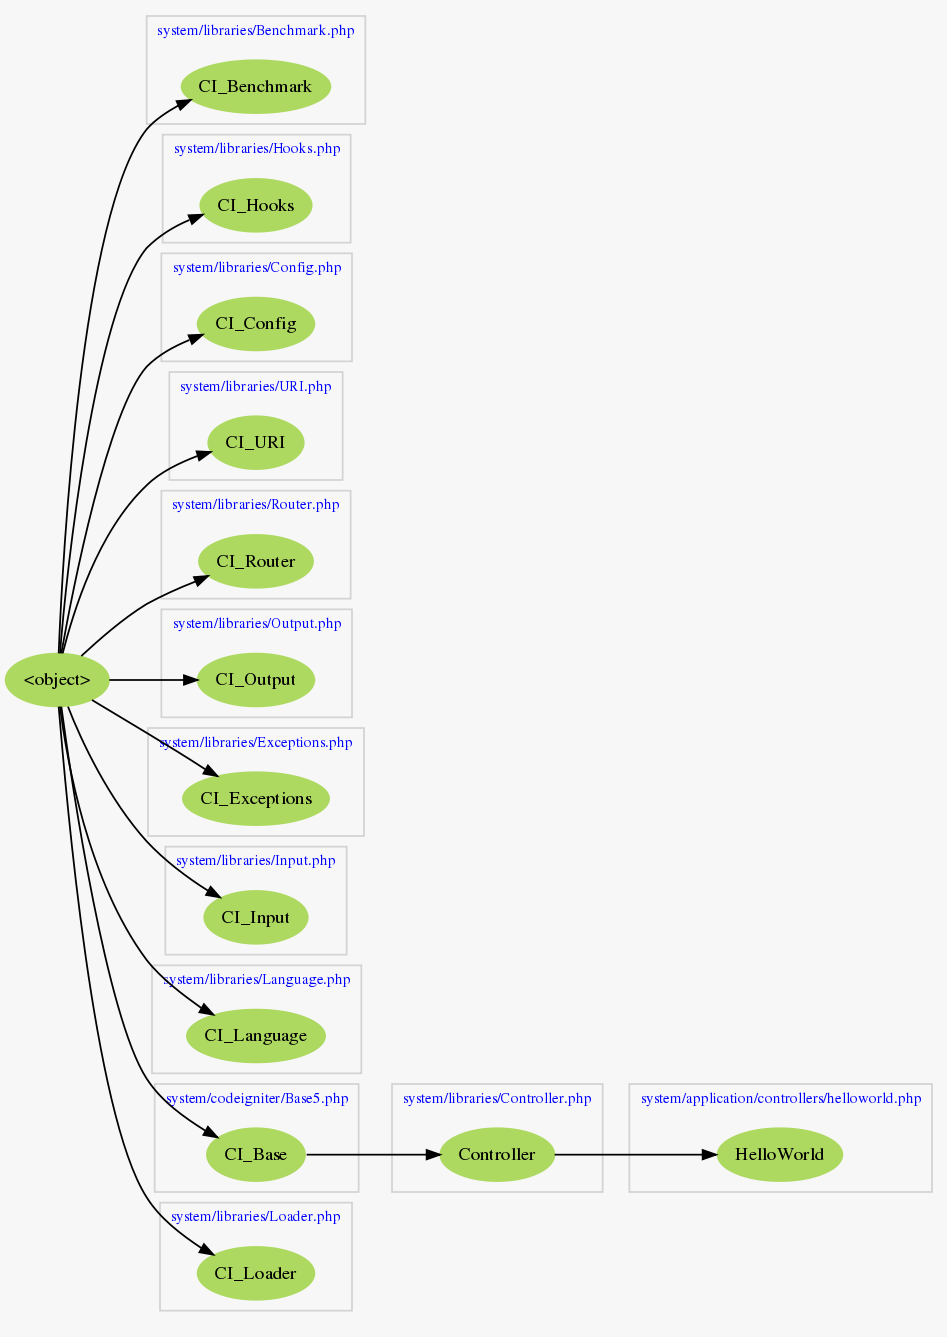 system/libraries/Benchmark.php
CI_Benchmark
system/libraries/Hooks.php
CI_Hooks
system/libraries/Config.php
CI_Config
system/libraries/URI.php
CI_URI
system/libraries/Router.php
CI_Router
system/libraries/Output.php
<object>
CI_Output
system/libraries/Exceptions.php
CI_Exceptions
system/libraries/Input.php
CI_Input
system/libraries/Language.php
CI_Language
system/codeigniter/Base5.php
CI_Base
system/libraries/Controller.php
Controller
system/application/controllers/helloworld.php
HelloWorld
system/libraries/Loader.php
CI_Loader